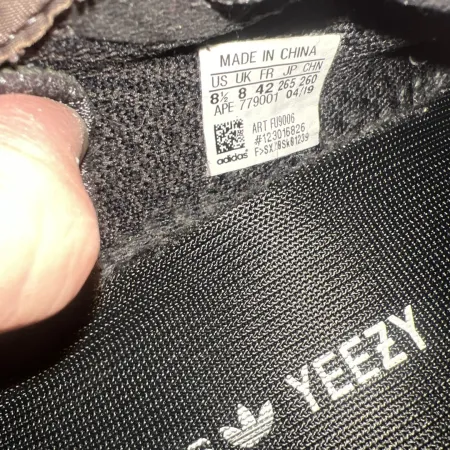 MADE IN CHINA
US UK FR JP CHN
8½ 8 42 265 260
APE 779001 04/19
ART FU9006
#123016826
adidas
YEEZY